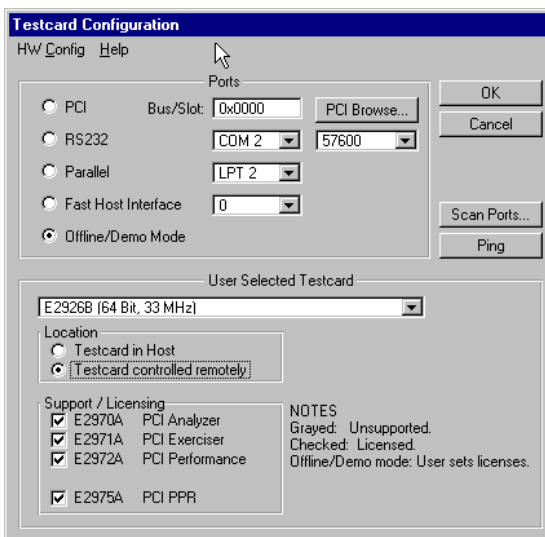 Testcard Configuration
HW Config Help
Ports
PCI Bus/Slot: 0x0000 PCI Browse...
RS232 COM 2 57600
Parallel LPT 2
Fast Host Interface 0
Offline/Demo Mode
OK
Cancel
Scan Ports...
Ping
User Selected Testcard
E2926B (64 Bit, 33 MHz)
Location
Testcard in Host
Testcard controlled remotely
Support / Licensing
E2970A PCI Analyzer
E2971A PCI Exerciser
E2972A PCI Performance
E2975A PCI PPR
NOTES
Grayed: Unsupported.
Checked: Licensed.
Offline/Demo mode: User sets licenses.